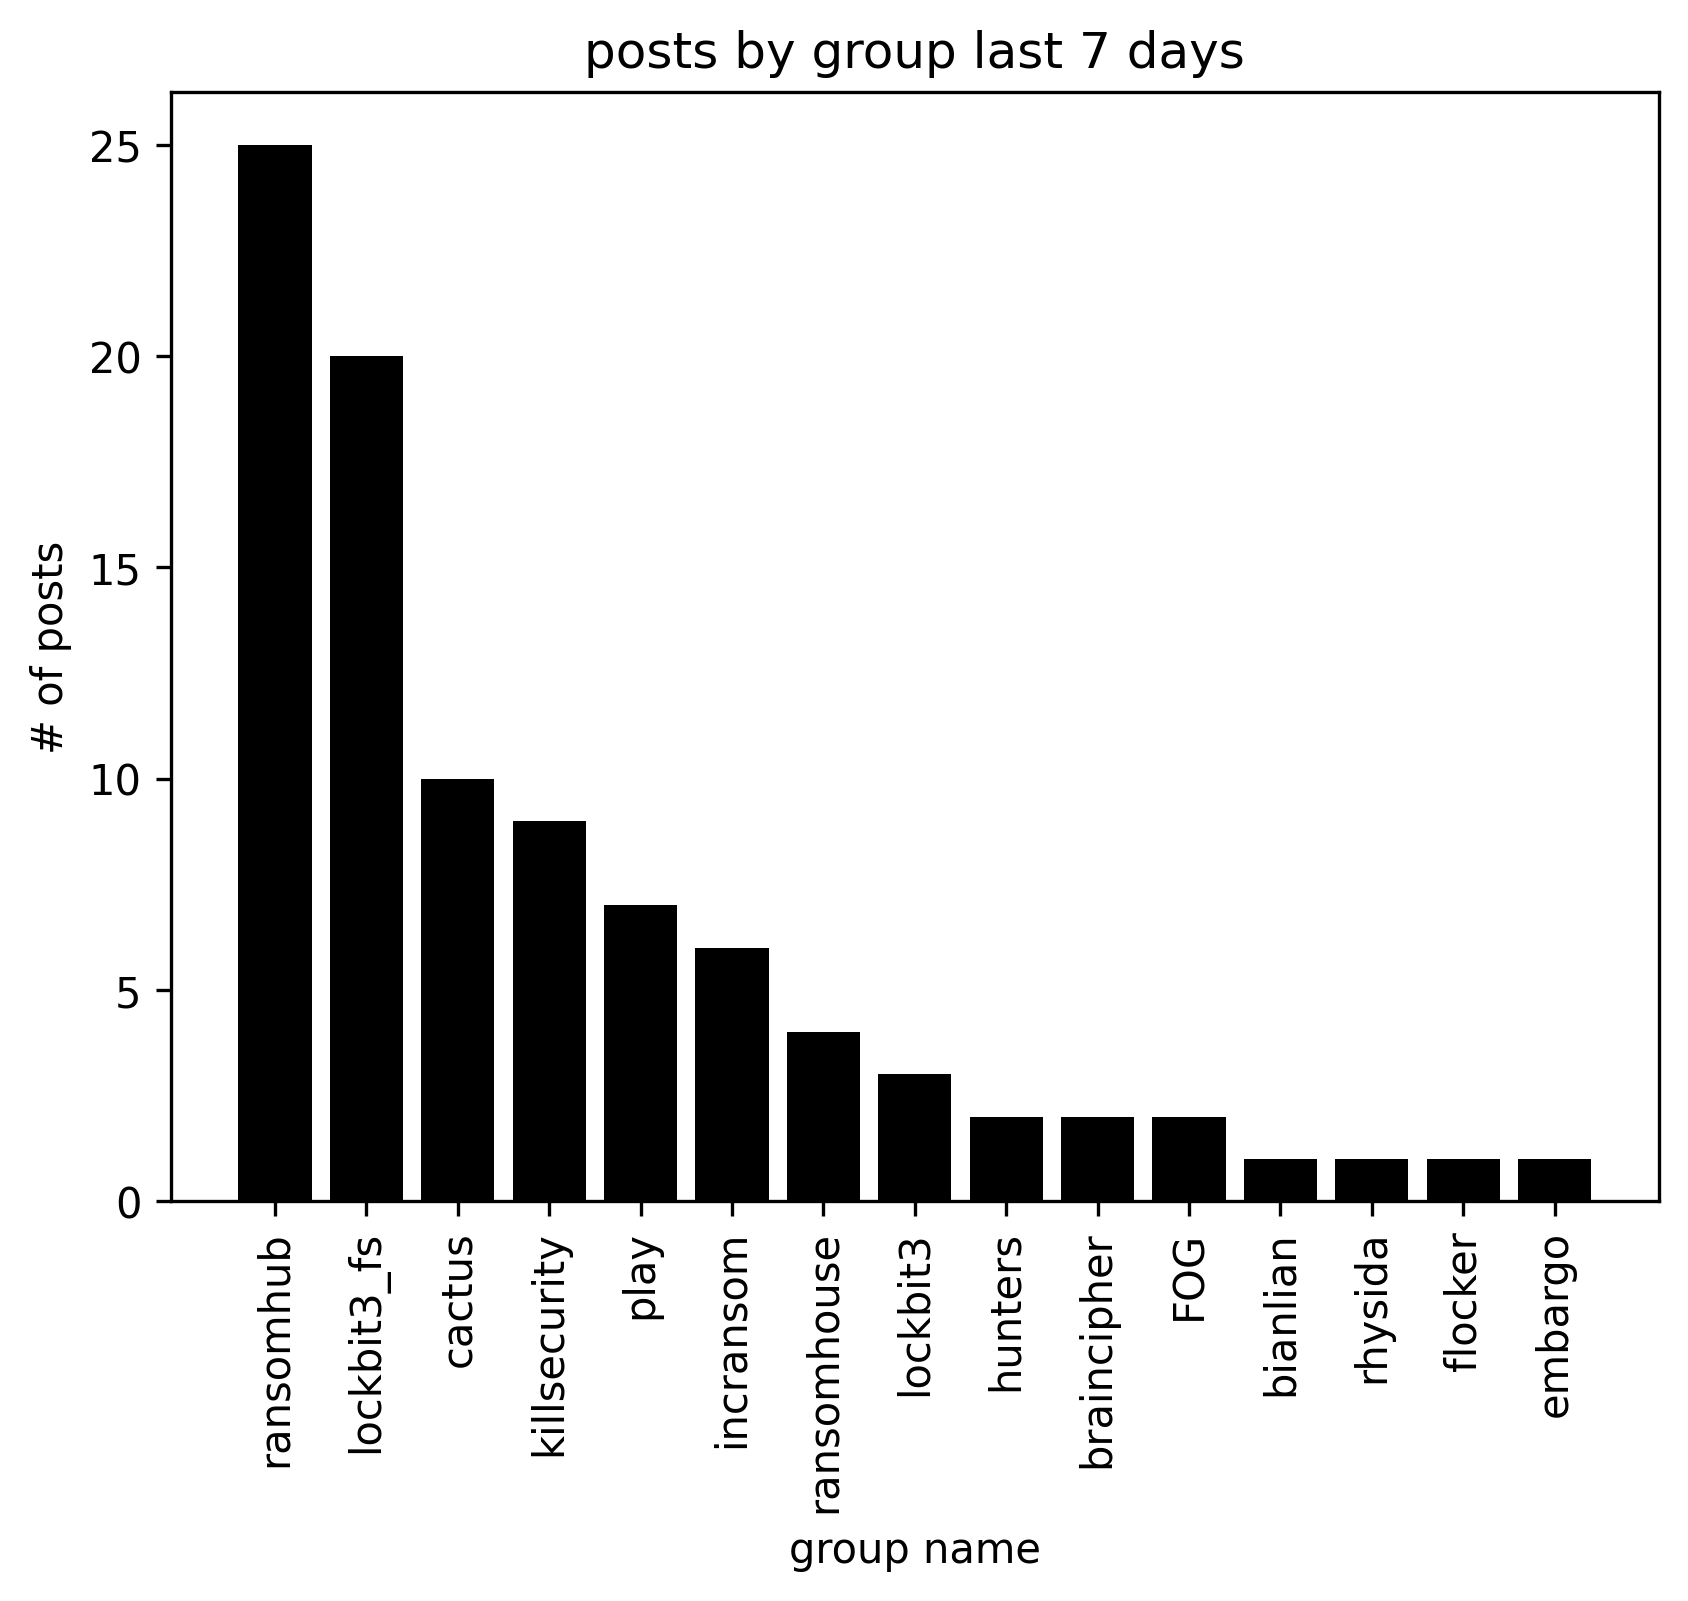 posts by group last 7 days
# of posts
25
20
15
10
5
0
ransomhub
lockbit3_fs
cactus
killsecurity
play
incransom
ransomhouse
lockbit3
hunters
braincipher
FOG
bianlian
rhysida
flocker
embargo
group name